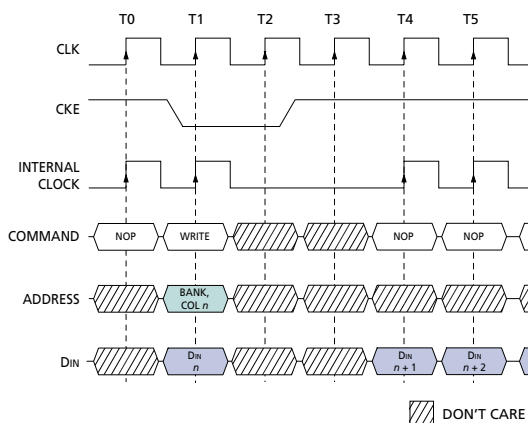 T0 T1 T2 T3 T4 T5
CLK
CKE
INTERNAL
CLOCK
COMMAND NOP WRITE NOP NOP
ADDRESS BANK,
COL n
DIN DIN
n DIN
n + 1 DIN
n + 2
DON'T CARE